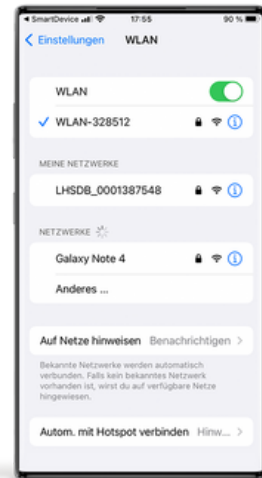 SmartDevice 17:55 90 %
Einstellungen WLAN
WLAN
WLAN-328512
MEINE NETZWERKE
LHSDB_0001387548
NETZWERKE
Galaxy Note 4
Anderes ...
Auf Netze hinweisen Benachrichtigen
Bekannte Netzwerke werden automatisch
verbunden. Falls kein bekanntes Netzwerk
vorhanden ist, wirst du auf verfügbare Netze
hingewiesen.
Autom. mit Hotspot verbinden Hinw...